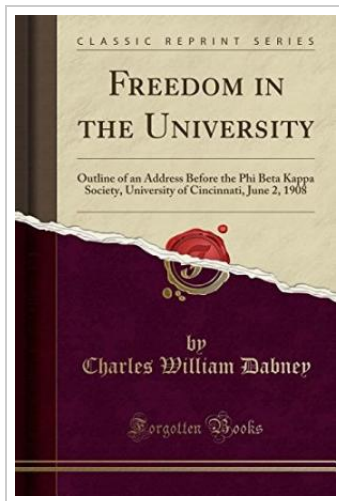 CLASSIC REPRINT SERIES
FREEDOM IN
THE UNIVERSITY
Outline of an Address Before the Phi Beta Kappa
Society, University of Cincinnati, June 2, 1908
by
Charles William Dabney
Forgotten Books